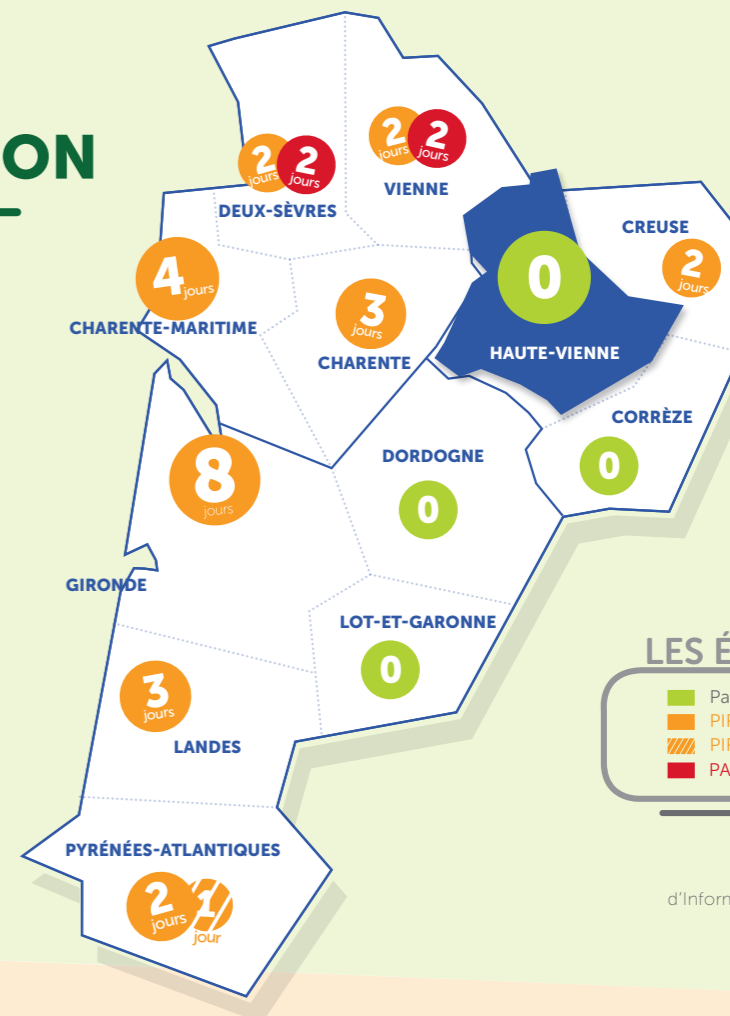 ON
2 jours 2 jours
DEUX-SÈVRES
2 jours 2 jours
VIENNE
CREUSE
2 jours
4 jours
CHARENTE-MARITIME
3 jours
CHARENTE
0
HAUTE-VIENNE
CORRÈZE
0
DORDOGNE
0
8 jours
GIRONDE
LOT-ET-GARONNE
0
3 jours
LANDES
PYRÉNÉES-ATLANTIQUES
2 jours 1 jour
LES É
Pa
PIR
PIR
PA
d'Inform